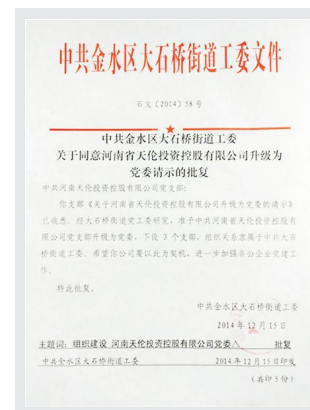 中共金水区大石桥街道工委文件
石文〔2014〕58号
中共金水区大石桥街道工委
关于同意河南省天伦投资控股有限公司升级为
党委请示的批复
中共河南天伦投资控股有限公司党支部：
你支部《关于河南省天伦投资控股有限公司升级为党委的请示》
已收悉。经大石桥街道党工委研究，准予中共河南天伦投资控股有
限公司党支部升级为党委，下设 3 个支部，组织关系隶属于中共大石
桥街道工委。希望你公司要以此为契机，进一步加强非公企业党建工
作。
特此批复。
中共金水区大石桥街道工委
2014年12月15日
主题词：组织建设 河南天伦投资控股有限公司党委△ 批复
中共金水区大石桥街道工委 2014年12月15日印发
（共印5份）